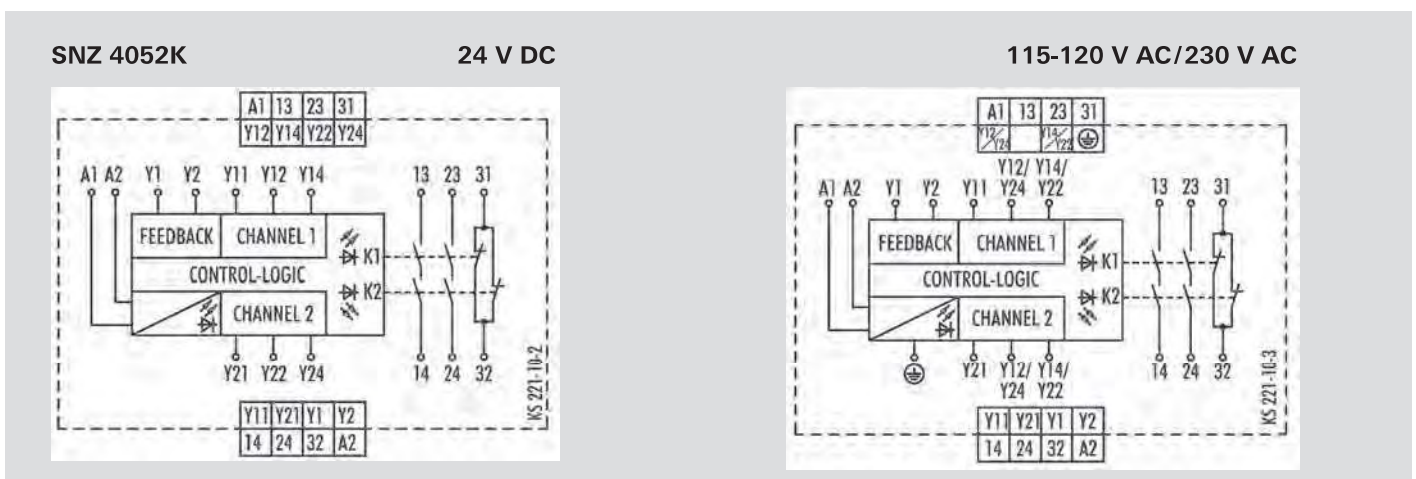 SNZ 4052K 24 V DC 115-120 V AC/230 V AC
A1 13 23 31
Y12 Y14 Y22 Y24
A1 A2 Y1 Y2 Y11 Y12 Y14 13 23 31
FEEDBACK CHANNEL 1
K1
CONTROL-LOGIC
K2
CHANNEL 2
Y21 Y22 Y24 14 24 32
KS 221-10-2
Y11 Y21 Y1 Y2
14 24 32 A2
A1 13 23 31
Y12/Y24 Y14/Y22
Y12/ Y14/
A1 A2 Y1 Y2 Y11 Y24 Y22 13 23 31
FEEDBACK CHANNEL 1
K1
CONTROL-LOGIC
K2
CHANNEL 2
Y21 Y12/ Y14/ 14 24 32
Y24 Y22
KS 221-10-3
Y11 Y21 Y1 Y2
14 24 32 A2